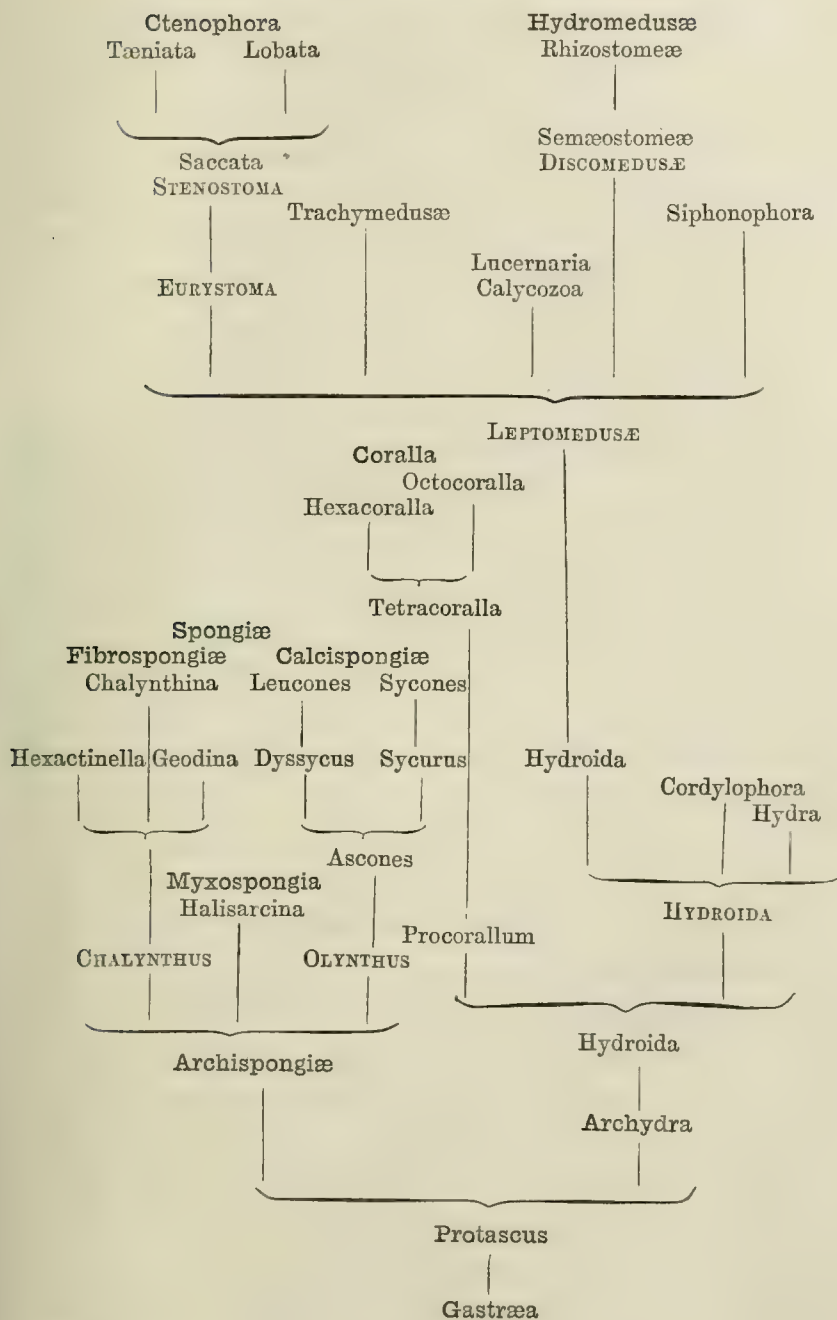 Ctenophora Hydromedusæ
Tæniata Lobata Rhizostomeæ
Semæostomeæ
Saccata DISCOMEDUSÆ
STENOSTOMA
Trachymedusæ Siphonophora
Lucernaria
EURYSTOMA Calycozoa
LEPTOMEDUSÆ
Coralla
Octocoralla
Hexacoralla
Tetracoralla
Spongiæ
Fibrospongiæ Calcispongiæ
Chalynthina Leucones Sycones
Hexactinella Geodina Dyssycus Sycurus Hydroida
Cordylophora
Hydra
Ascones
Myxospongia
Halisarcina HYDROIDA
Procorallum
CHALYNTHUS OLYNTHUS
Hydroida
Archispongiæ
Archydra
Protascus
Gastræa